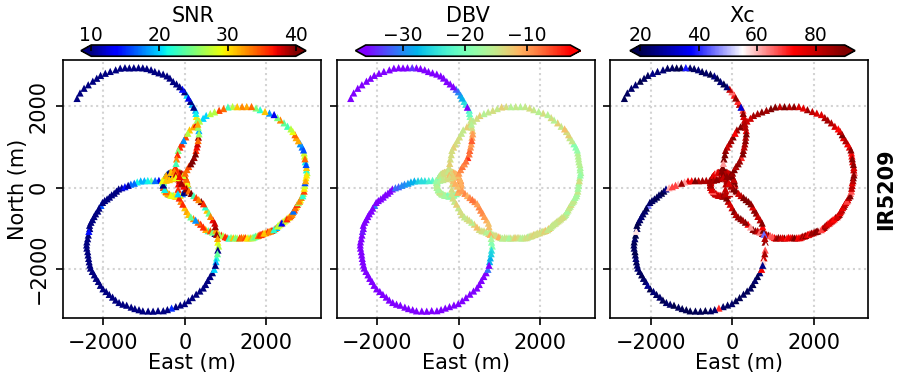 SNR
10 20 30 40
DBV
−30 −20 −10
Xc
20 40 60 80
North (m)
2000
0
−2000
−2000 0 2000
East (m)
−2000 0 2000
East (m)
−2000 0 2000
East (m)
IR5209